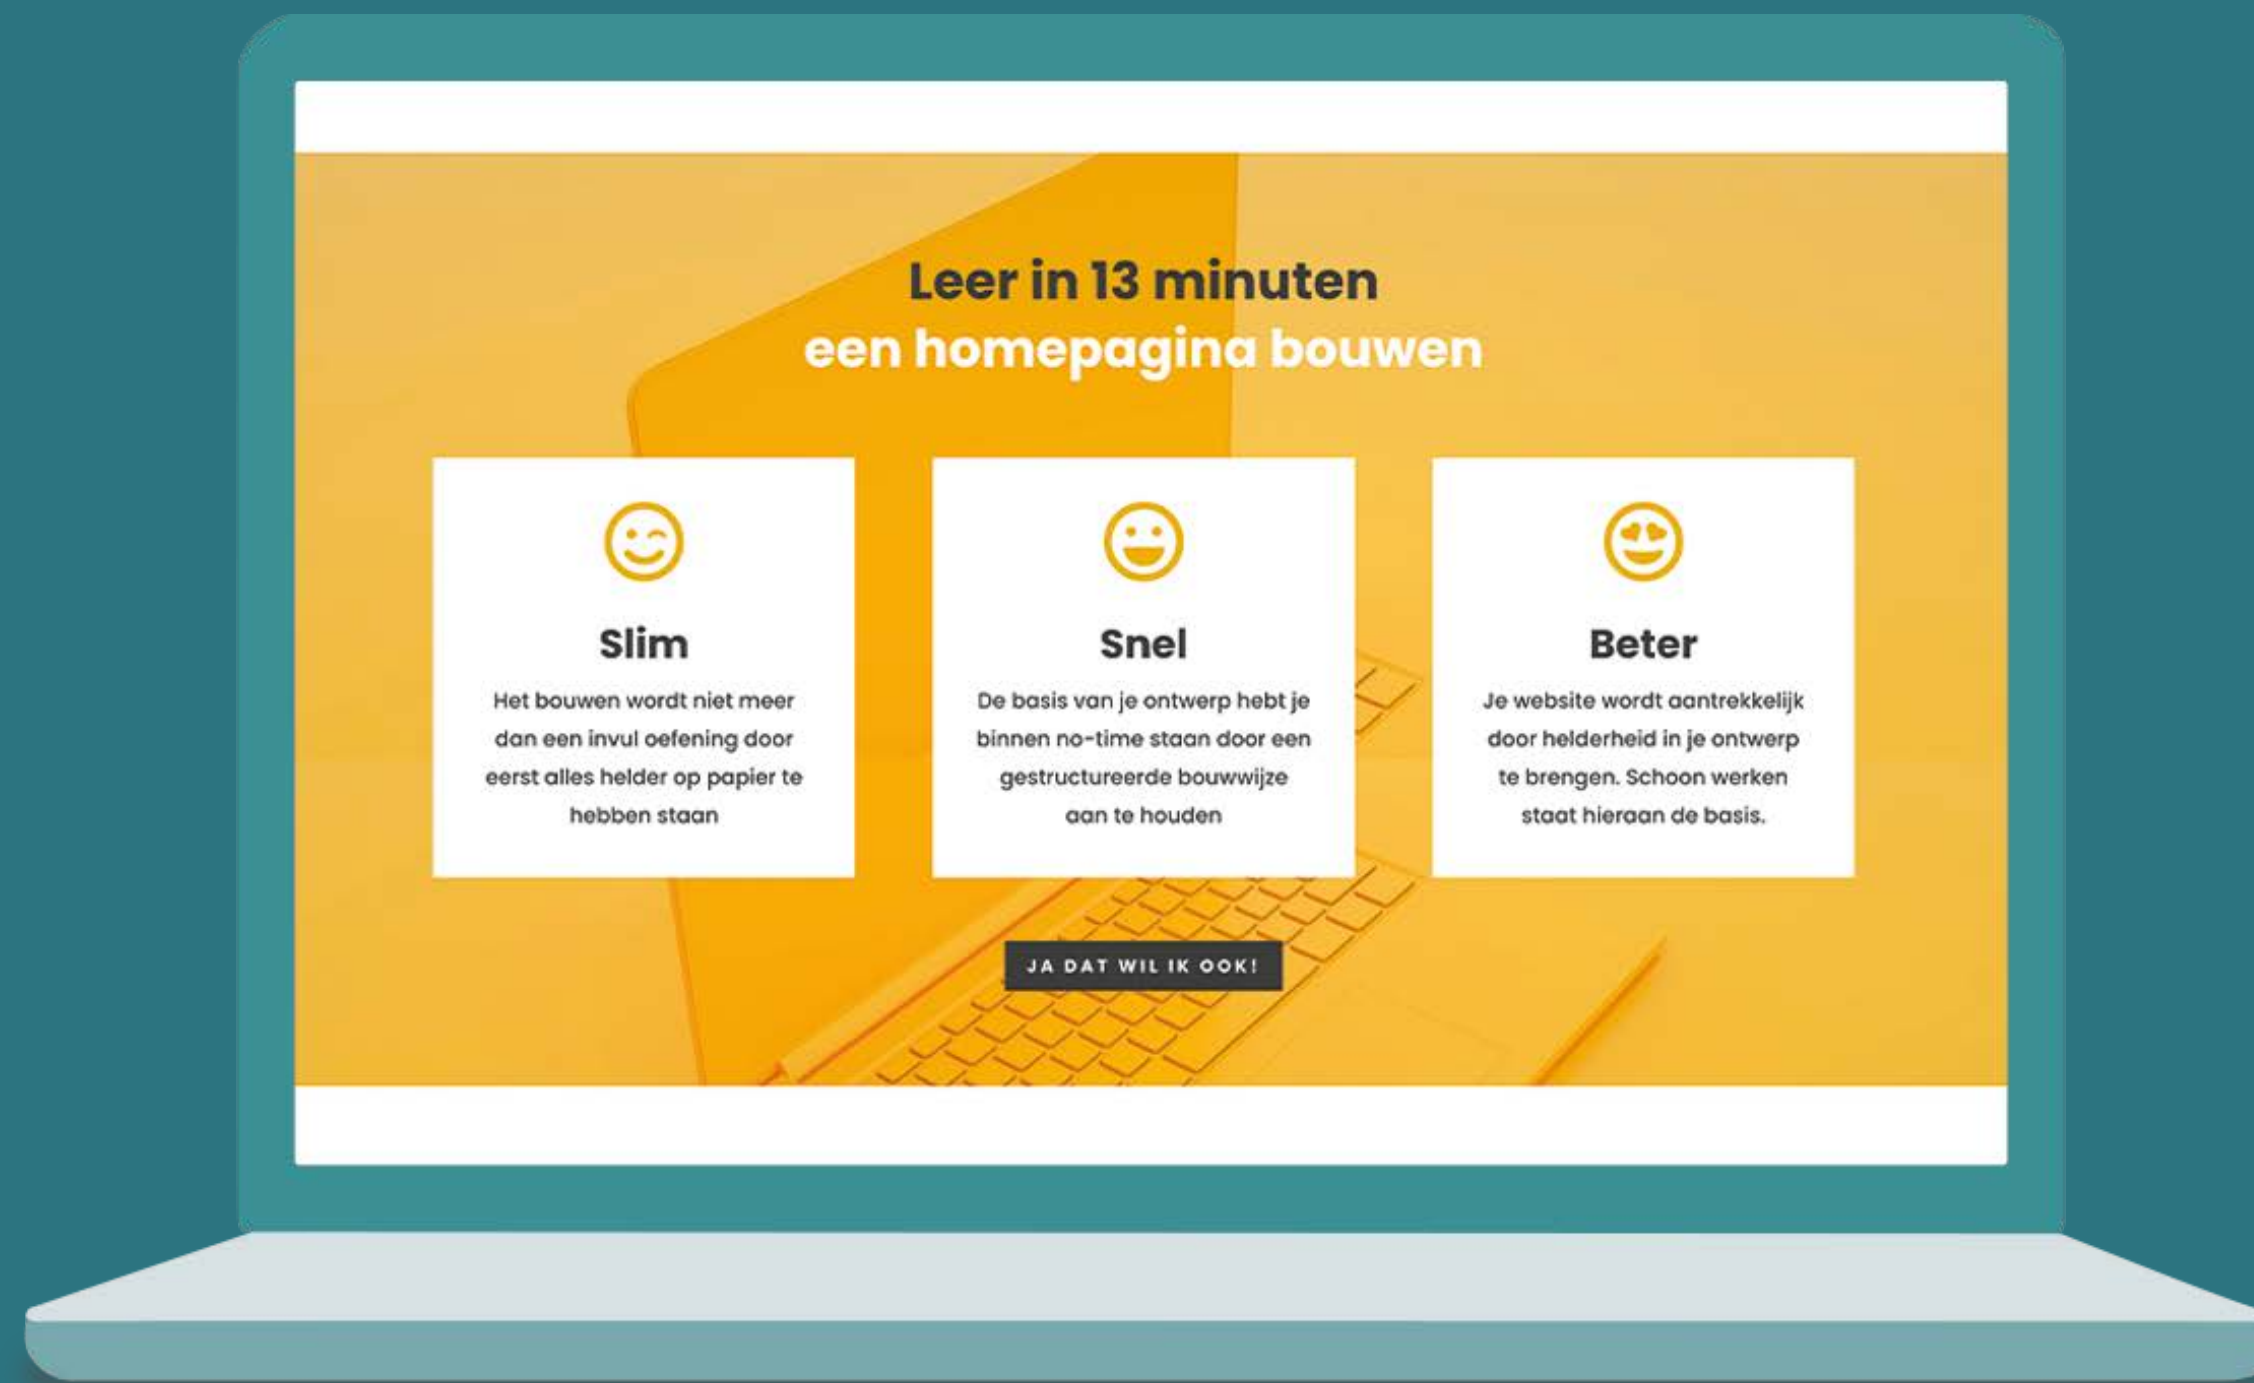 Leer in 13 minuten
een homepagina bouwen
Slim
Het bouwen wordt niet meer
dan een invul oefening door
eerst alles helder op papier te
hebben staan
Snel
De basis van je ontwerp hebt je
binnen no-time staan door een
gestructureerde bouwwijze
aan te houden
Beter
Je website wordt aantrekkelijk
door helderheid in je ontwerp
te brengen. Schoon werken
staat hieraan de basis.
JA DAT WIL IK OOK!